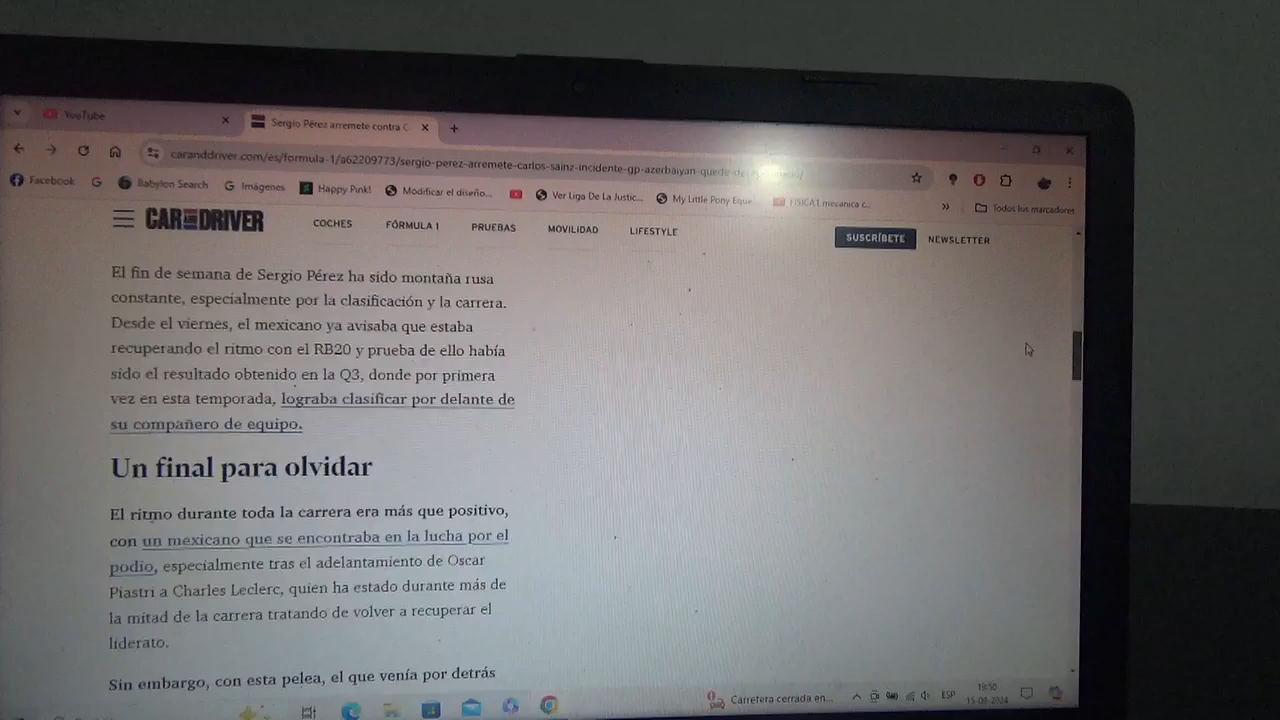 YouTube
Sergio Pérez arremete contra C
caranddriver.com/es/formula-1/a62209773/sergio-perez-arremete-carlos-sainz-incidente-gp-azerbaiyan-quede-de
Facebook
Babylon Search
Imágenes
Happy Pink!
Modificar el diseño...
Ver Liga De La Justic...
My Little Pony Eque
FISICA1 mecanica c...
Todos los marcadores
CAR AND DRIVER
COCHES
FÓRMULA 1
PRUEBAS
MOVILIDAD
LIFESTYLE
SUSCRÍBETE
NEWSLETTER
El fin de semana de Sergio Pérez ha sido montaña rusa
constante, especialmente por la clasificación y la carrera.
Desde el viernes, el mexicano ya avisaba que estaba
recuperando el ritmo con el RB20 y prueba de ello había
sido el resultado obtenido en la Q3, donde por primera
vez en esta temporada, lograba clasificar por delante de
su compañero de equipo.
Un final para olvidar
El ritmo durante toda la carrera era más que positivo,
con un mexicano que se encontraba en la lucha por el
podio, especialmente tras el adelantamiento de Oscar
Piastri a Charles Leclerc, quien ha estado durante más de
la mitad de la carrera tratando de volver a recuperar el
liderato.
Sin embargo, con esta pelea, el que venía por detrás
Carretera cerrada en...
ESP
19:50